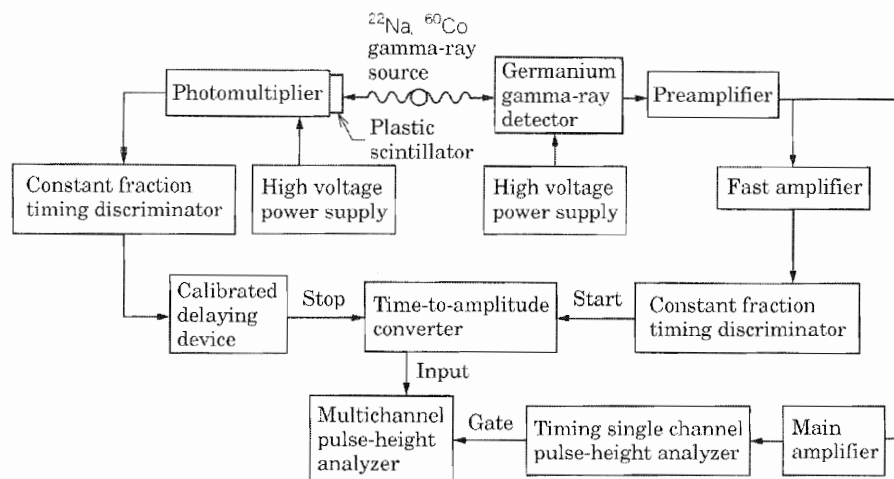 ²²Na, ⁶⁰Co
gamma-ray
source
Photomultiplier
Germanium
gamma-ray
detector
Preamplifier
Plastic
scintillator
Constant fraction
timing discriminator
High voltage
power supply
High voltage
power supply
Fast amplifier
Calibrated
delaying
device
Stop
Time-to-amplitude
converter
Start
Constant fraction
timing discriminator
Input
Multichannel
pulse-height
analyzer
Gate
Timing single channel
pulse-height analyzer
Main
amplifier